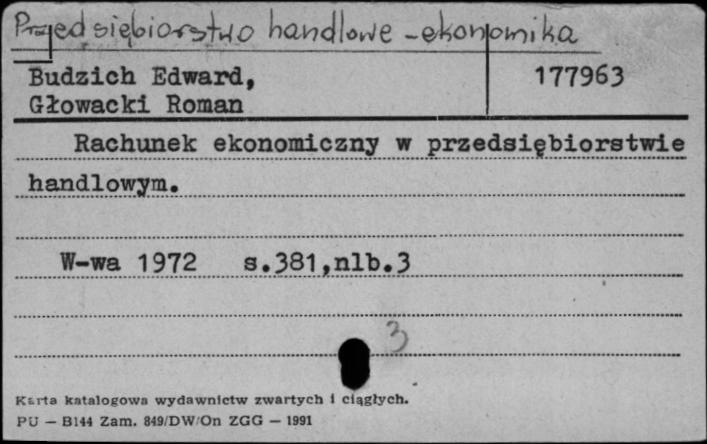 Przedsiębiorstwo handlowe - ekonomika
Budzich Edward,
177963
Głowacki Roman
Rachunek ekonomiczny w przedsiębiorstwie
handlowym.
W-wa 1972 s.381,nlb.3
3
Karta katalogowa wydawnictw zwartych i ciągłych.
PU — B144 Zam. 849/DW/On ZGG — 1991